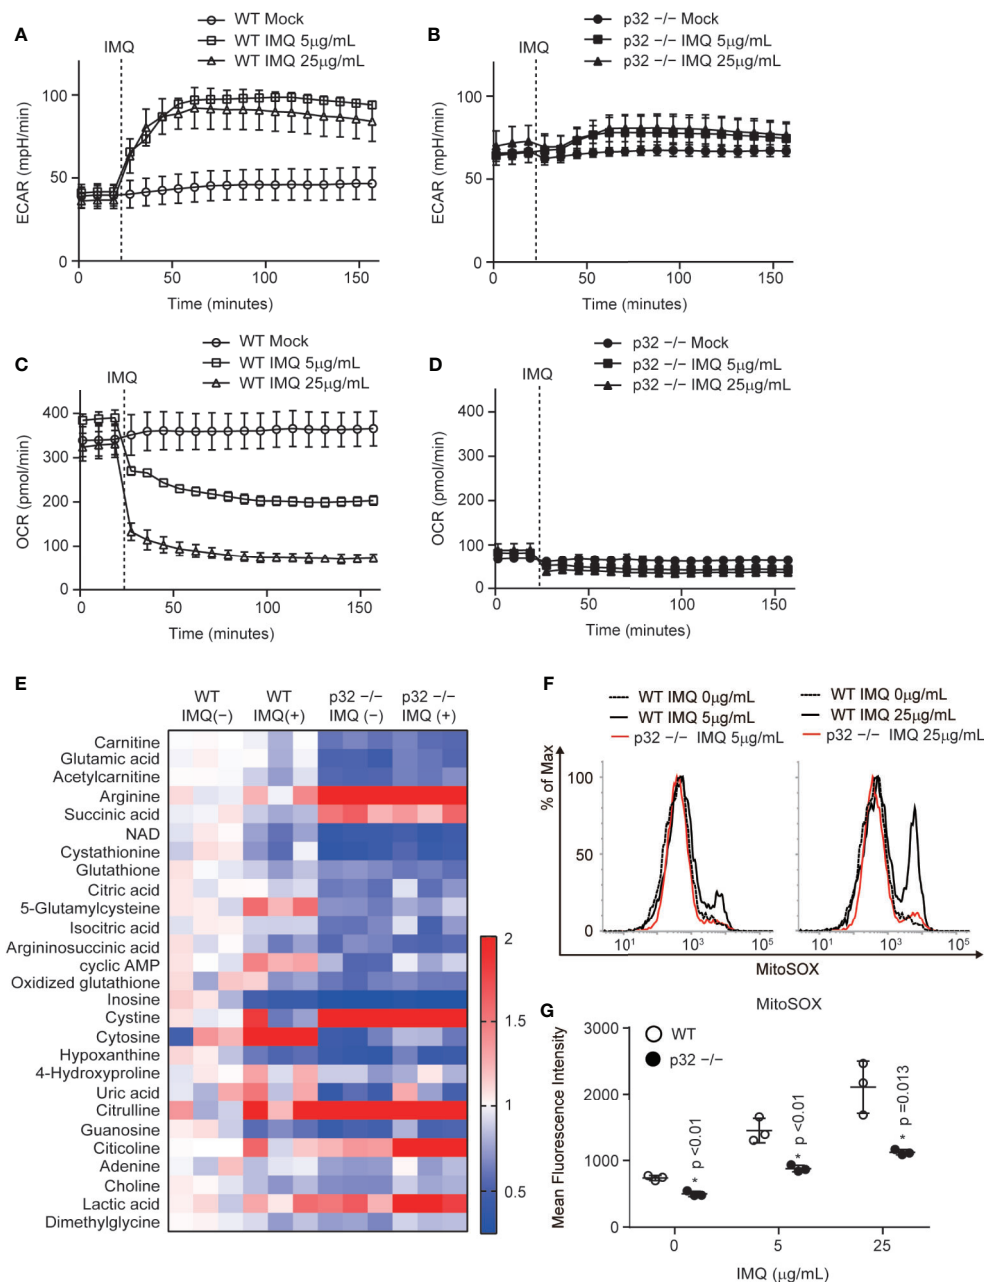 A
WT Mock
WT IMQ 5µg/mL
WT IMQ 25µg/mL
IMQ
100
50
0
ECAR (mpH/min)
0 50 100 150
Time (minutes)
B
p32 −/− Mock
p32 −/− IMQ 5µg/mL
p32 −/− IMQ 25µg/mL
IMQ
100
50
0
ECAR (mpH/min)
0 50 100 150
Time (minutes)
C
WT Mock
WT IMQ 5µg/mL
WT IMQ 25µg/mL
IMQ
400
300
200
100
0
OCR (pmol/min)
0 50 100 150
Time (minutes)
D
p32 −/− Mock
p32 −/− IMQ 5µg/mL
p32 −/− IMQ 25µg/mL
IMQ
400
300
200
100
0
OCR (pmol/min)
0 50 100 150
Time (minutes)
E
WT WT p32 −/− p32 −/−
IMQ(−) IMQ(+) IMQ (−) IMQ (+)
Carnitine
Glutamic acid
Acetylcarnitine
Arginine
Succinic acid
NAD
Cystathionine
Glutathione
Citric acid
5-Glutamylcysteine
Isocitric acid
Argininosuccinic acid
cyclic AMP
Oxidized glutathione
Inosine
Cystine
Cytosine
Hypoxanthine
4-Hydroxyproline
Uric acid
Citrulline
Guanosine
Citicoline
Adenine
Choline
Lactic acid
Dimethylglycine
2
1.5
1
0.5
F
WT IMQ 0µg/mL
WT IMQ 5µg/mL
p32 −/− IMQ 5µg/mL
WT IMQ 0µg/mL
WT IMQ 25µg/mL
p32 −/− IMQ 25µg/mL
% of Max
100
50
0
10¹ 10³ 10⁵
10¹ 10³ 10⁵
MitoSOX
G
MitoSOX
WT
p32 −/−
3000
2000
1000
0
Mean Fluorescence Intensity
* p <0.01
* p <0.01
* p =0.013
0 5 25
IMQ (µg/mL)